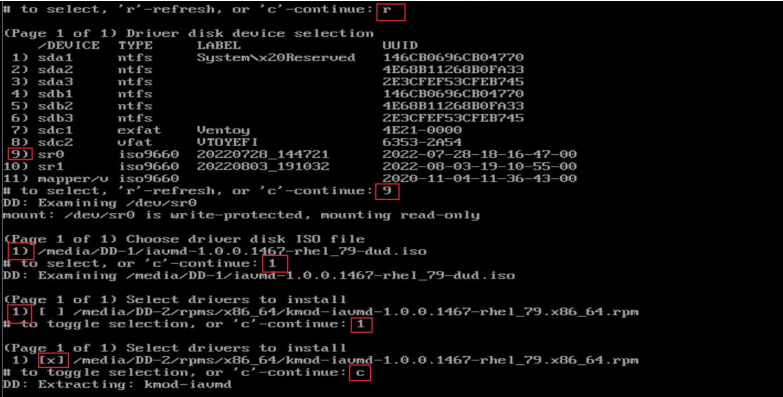 # to select, 'r'-refresh, or 'c'-continue: r
(Page 1 of 1) Driver disk device selection
/DEVICE TYPE LABEL UUID
1) sda1 ntfs System\x20Reserved 146CB0696CB04770
2) sda2 ntfs 4E68B11268B0FA33
3) sda3 ntfs 2E3CFEF53CFEB745
4) sdb1 ntfs 146CB0696CB04770
5) sdb2 ntfs 4E68B11268B0FA33
6) sdb3 ntfs 2E3CFEF53CFEB745
7) sdc1 exfat Ventoy 4E21-0000
8) sdc2 vfat VTOYEFI 6353-2A54
9) sr0 iso9660 20220728_144721 2022-07-28-18-16-47-00
10) sr1 iso9660 20220803_191032 2022-08-03-19-10-55-00
11) mapper/v iso9660 2020-11-04-11-36-43-00
# to select, 'r'-refresh, or 'c'-continue: 9
DD: Examining /dev/sr0
mount: /dev/sr0 is write-protected, mounting read-only
(Page 1 of 1) Choose driver disk ISO file
1) /media/DD-1/iavmd-1.0.0.1467-rhel_79-dud.iso
# to select, or 'c'-continue: 1
DD: Examining /media/DD-1/iavmd-1.0.0.1467-rhel_79-dud.iso
(Page 1 of 1) Select drivers to install
1) [ ] /media/DD-2/rpms/x86_64/kmod-iavmd-1.0.0.1467-rhel_79.x86_64.rpm
# to toggle selection, or 'c'-continue: 1
(Page 1 of 1) Select drivers to install
1) [x] /media/DD-2/rpms/x86_64/kmod-iavmd-1.0.0.1467-rhel_79.x86_64.rpm
# to toggle selection, or 'c'-continue: c
DD: Extracting: kmod-iavmd